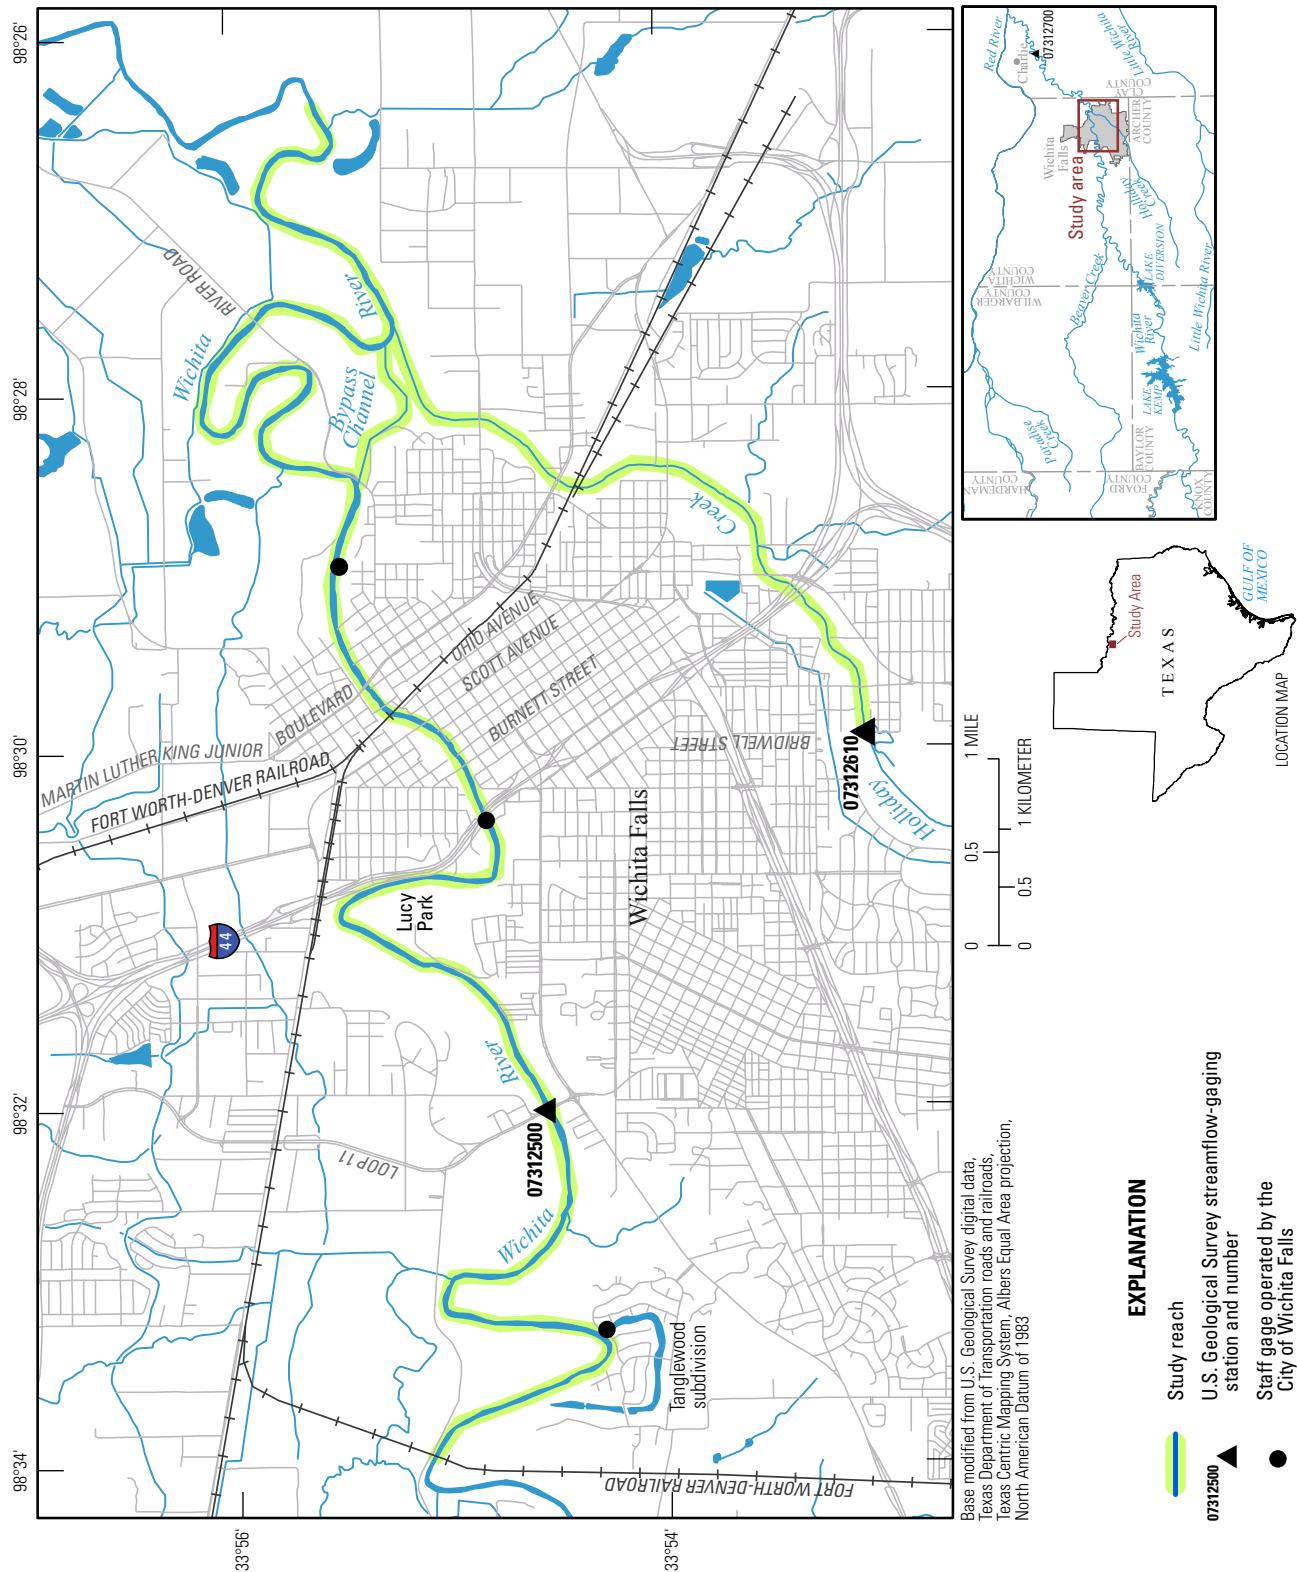 98°34'
98°32'
98°30'
98°28'
98°26'
33°56'
33°54'
MARTIN LUTHER KING JUNIOR
BOULEVARD
FORT WORTH-DENVER RAILROAD
44
LOOP 11
RIVER ROAD
Wichita
River
Bypass
Channel
Lucy
Park
OHIO AVENUE
SCOTT AVENUE
BURNETT STREET
BRIDWELL STREET
River
Wichita
07312500
Wichita Falls
Creek
07312610
Holliday
Tanglewood
subdivision
FORT WORTH-DENVER RAILROAD
Base modified from U.S. Geological Survey digital data,
Texas Department of Transportation roads and railroads,
Texas Centric Mapping System, Albers Equal Area projection,
North American Datum of 1983
0
0.5
1 MILE
0
0.5
1 KILOMETER
EXPLANATION
Study reach
07312500
U.S. Geological Survey streamflow-gaging
station and number
Staff gage operated by the
City of Wichita Falls
TEXAS
Study Area
GULF OF
MEXICO
LOCATION MAP
HARDEMAN
COUNTY
FOARD
COUNTY
KNOX
COUNTY
BAYLOR
COUNTY
WILBARGER
COUNTY
WICHITA
COUNTY
ARCHER
COUNTY
CLAY
COUNTY
Paradise
Creek
Beaver Creek
LAKE
KEMP
Wichita
River
LAKE
DIVERSION
Holliday
Creek
Little Wichita River
Wichita
Falls
Study area
Red River
Charlie
07312700
Little Wichita
River